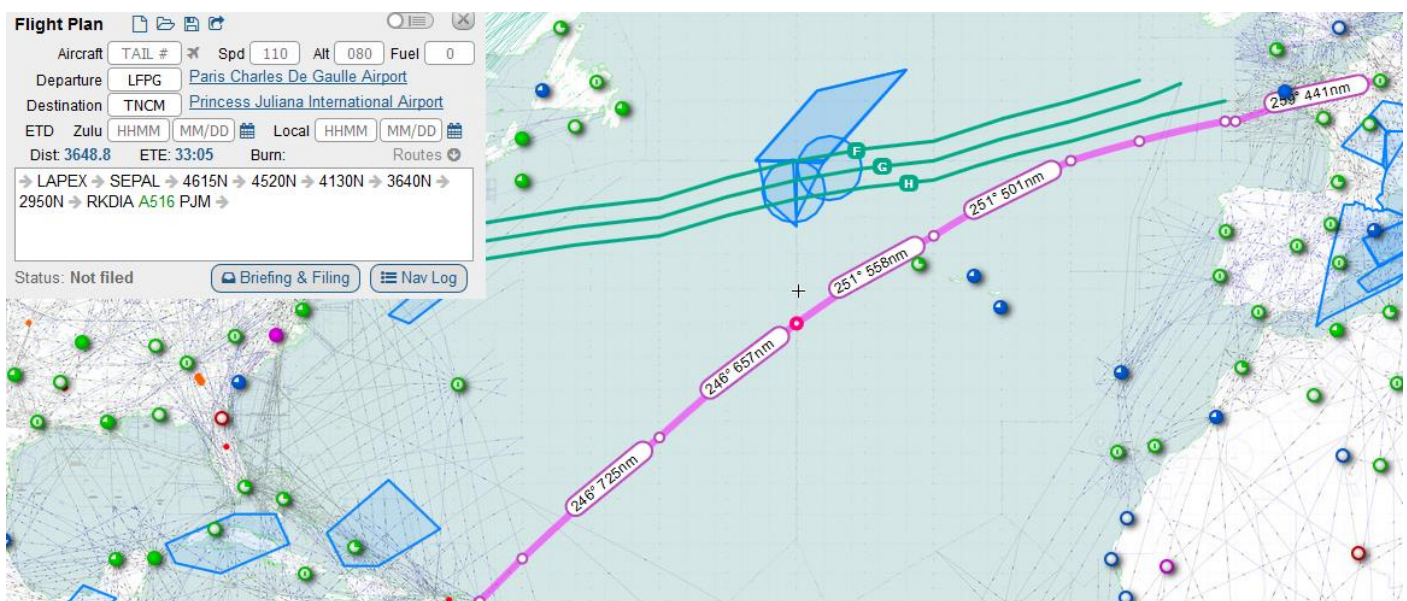 Flight Plan
Aircraft TAIL # Spd 110 Alt 080 Fuel 0
Departure LFPG Paris Charles De Gaulle Airport
Destination TNCM Princess Juliana International Airport
ETD Zulu HHMM MM/DD Local HHMM MM/DD
Dist: 3648.8 ETE: 33:05 Burn: Routes
→ LAPEX → SEPAL → 4615N → 4520N → 4130N → 3640N →
2950N → RKDIA A516 PJM →
Status: Not filed Briefing & Filing Nav Log
259° 441nm
F
G
H
251° 501nm
251° 558nm
246° 657nm
246° 725nm